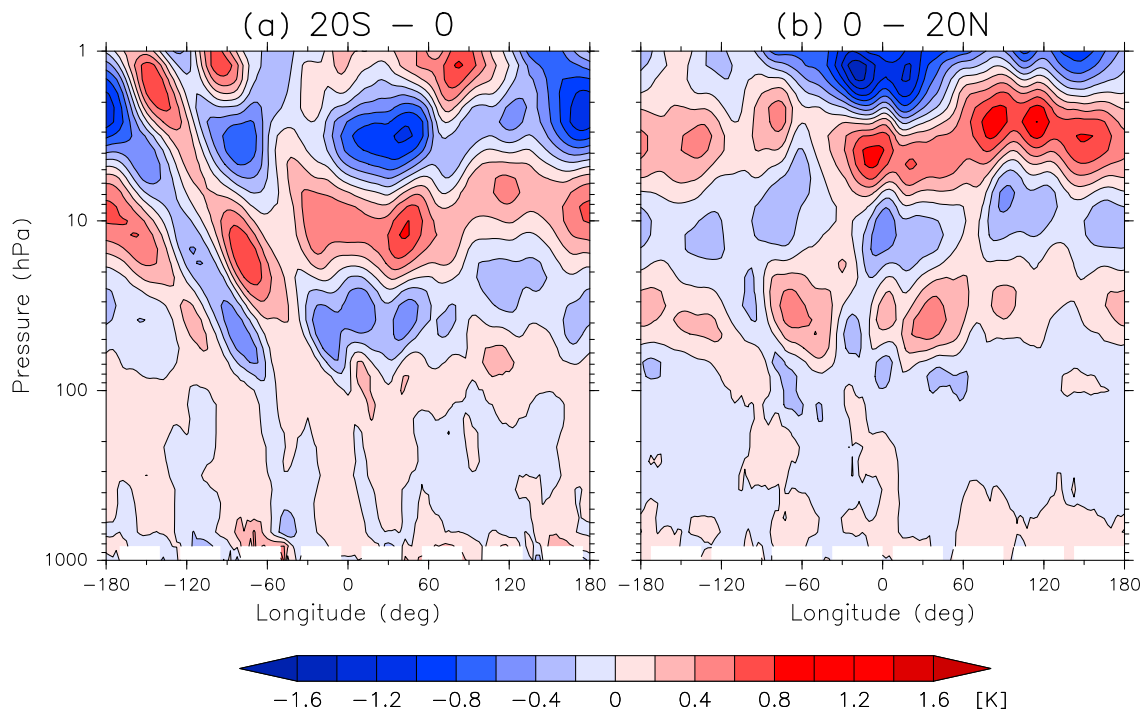 (a) 20S − 0
(b) 0 − 20N
Pressure (hPa)
1
10
100
1000
−180 −120 −60 0 60 120 180
−180 −120 −60 0 60 120 180
Longitude (deg)
Longitude (deg)
−1.6 −1.2 −0.8 −0.4 0 0.4 0.8 1.2 1.6 [K]